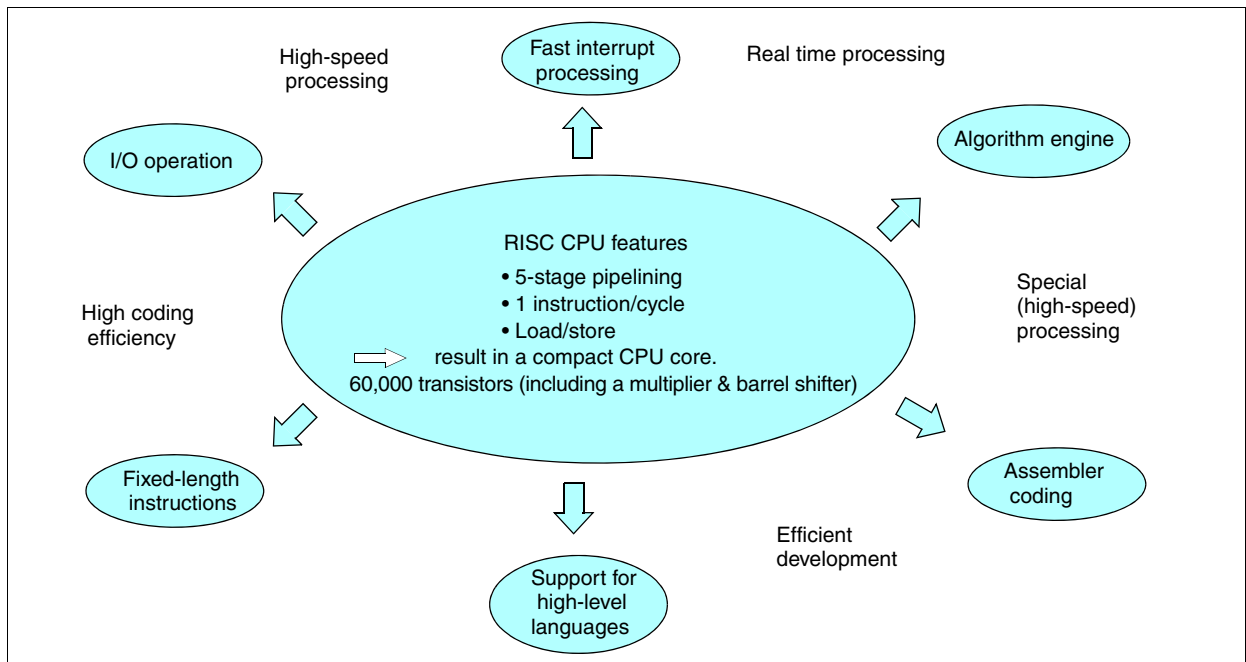 High-speed
processing
Fast interrupt
processing
Real time processing
I/O operation
Algorithm engine
RISC CPU features
• 5-stage pipelining
• 1 instruction/cycle
• Load/store
result in a compact CPU core.
60,000 transistors (including a multiplier & barrel shifter)
High coding
efficiency
Special
(high-speed)
processing
Fixed-length
instructions
Assembler
coding
Efficient
development
Support for
high-level
languages